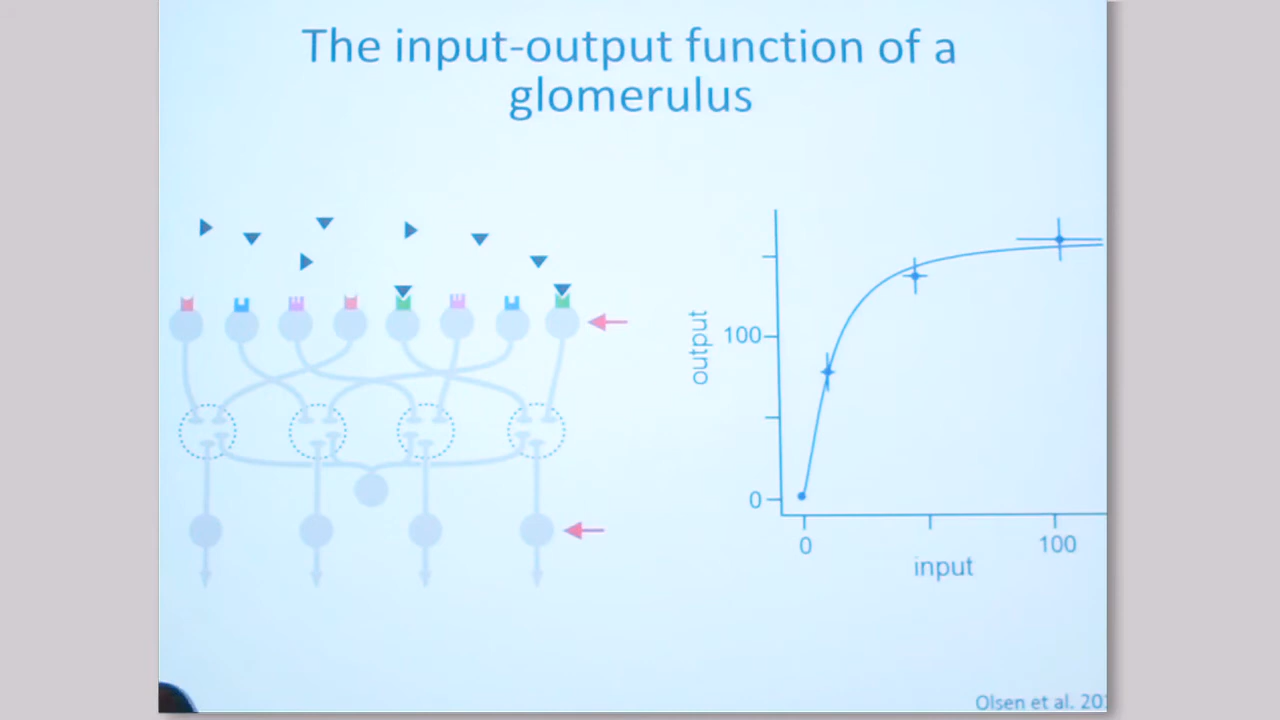 The input-output function of a
glomerulus
output
100
0
0
100
input
Olsen et al.